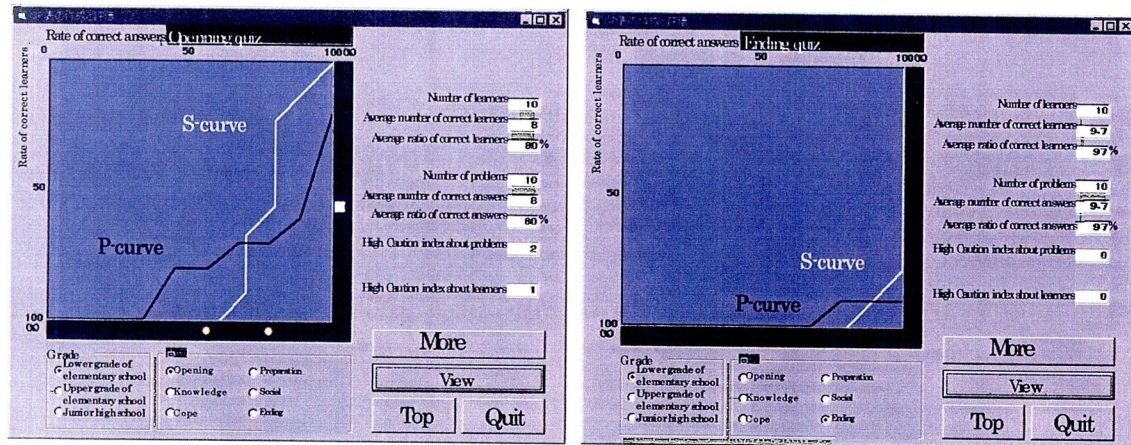 Rate of correct answers Openning quiz
0 50 10000
Rate of correct learners
50
100
00
S-curve
P-curve
Number of learners 10
Average number of correct learners 8
Average ratio of correct learners 80%
Number of problems 10
Average number of correct answers 8
Average ratio of correct answers 80%
High Caution index about problems 2
High Caution index about learners 1
More
View
Top Quit
Grade
Lower grade of
elementary school
Upper grade of
elementary school
Junior high school
Opening Preparation
Knowledge Social
Cope Ending
Rate of correct answers Ending quiz
0 50 10000
Rate of correct learners
50
100
00
S-curve
P-curve
Number of learners 10
Average number of correct learners 9.7
Average ratio of correct learners 97%
Number of problems 10
Average number of correct answers 9.7
Average ratio of correct answers 97%
High Caution index about problems 0
High Caution index about learners 0
More
View
Top Quit
Grade
Lower grade of
elementary school
Upper grade of
elementary school
Junior high school
Opening Preparation
Knowledge Social
Cope Ending